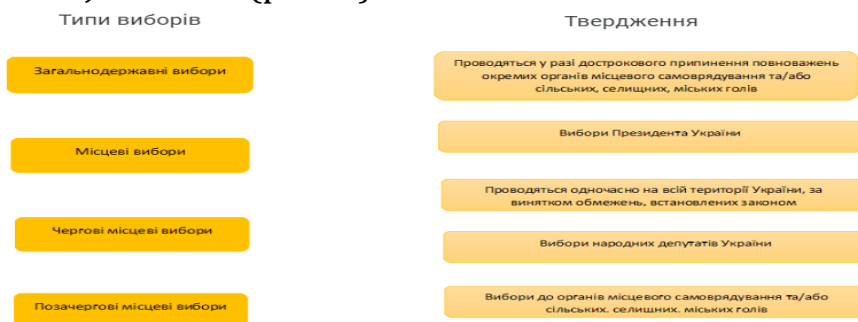 Типи виборів
Твердження
Загальнодержавні вибори
Проводяться у разі дострокового припинення повноважень
окремих органів місцевого самоврядування та/або
сільських, селищних, міських голів
Місцеві вибори
Вибори Президента України
Проводяться одночасно на всій території України, за
винятком обмежень, встановлених законом
Чергові місцеві вибори
Вибори народних депутатів України
Позачергові місцеві вибори
Вибори до органів місцевого самоврядування та/або
сільських. селищних. міських голів